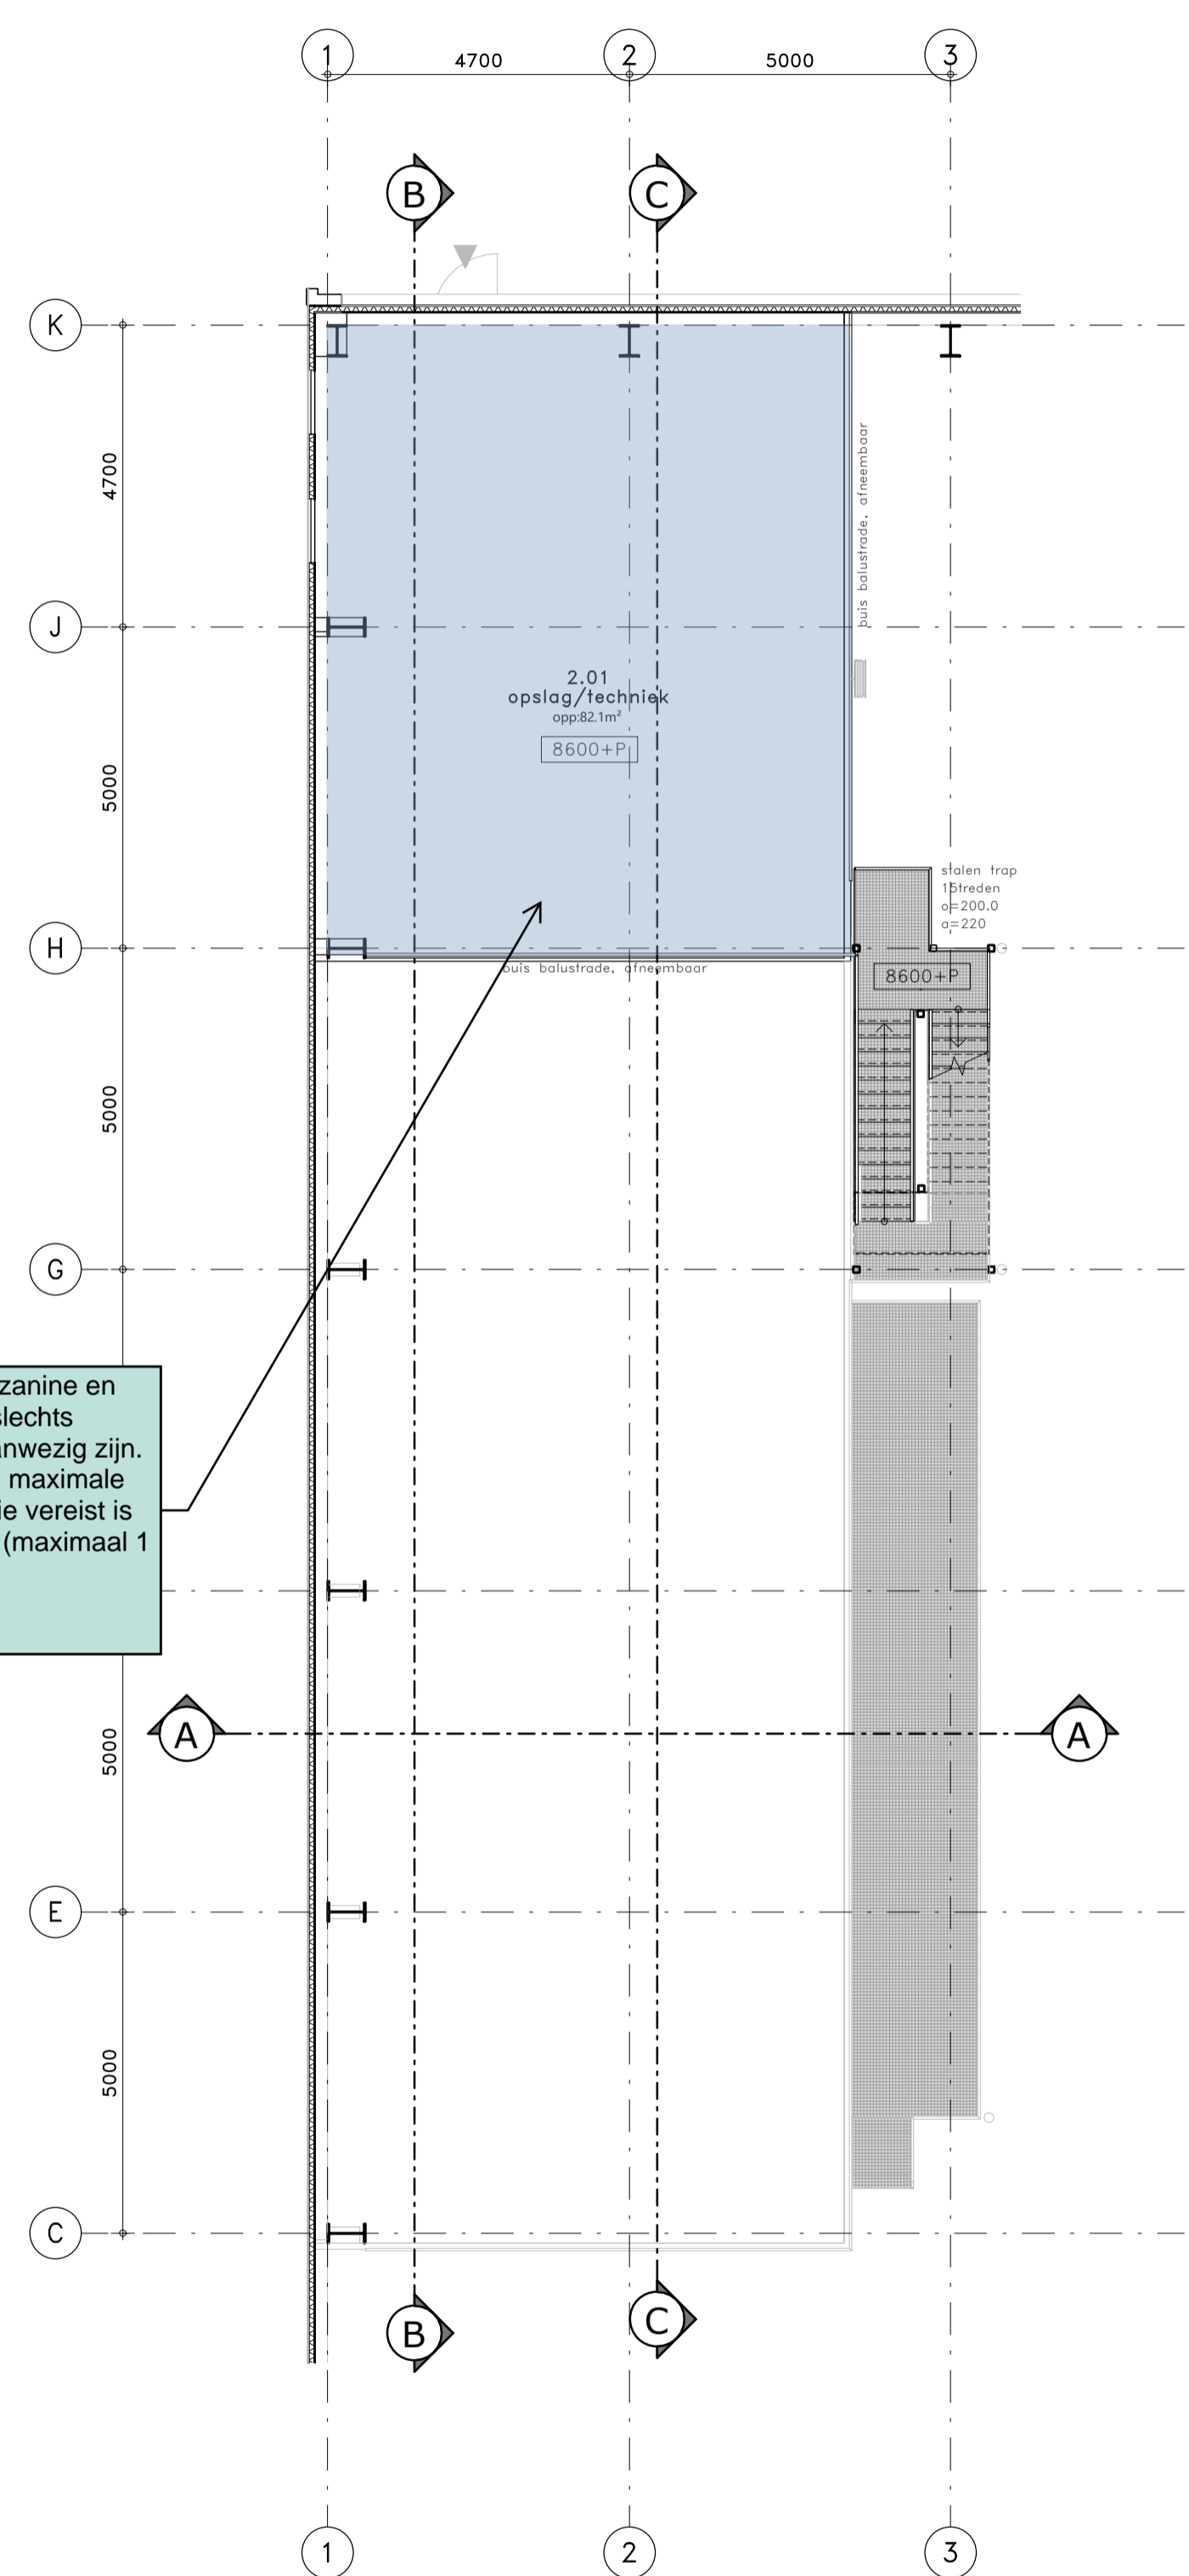 1
4700
2
5000
3
B
C
K
4700
buis balustrade, afneembaar
J
2.01
opslag/techniek
opp:82.1m²
8600+P
5000
stalen trap
15treden
o=200.0
a=220
H
buis balustrade, afneembaar
8600+P
5000
G
zanine en
slechts
anwezig zijn.
maximale
ie vereist is
(maximaal 1
A
A
5000
E
5000
C
B
C
1
2
3